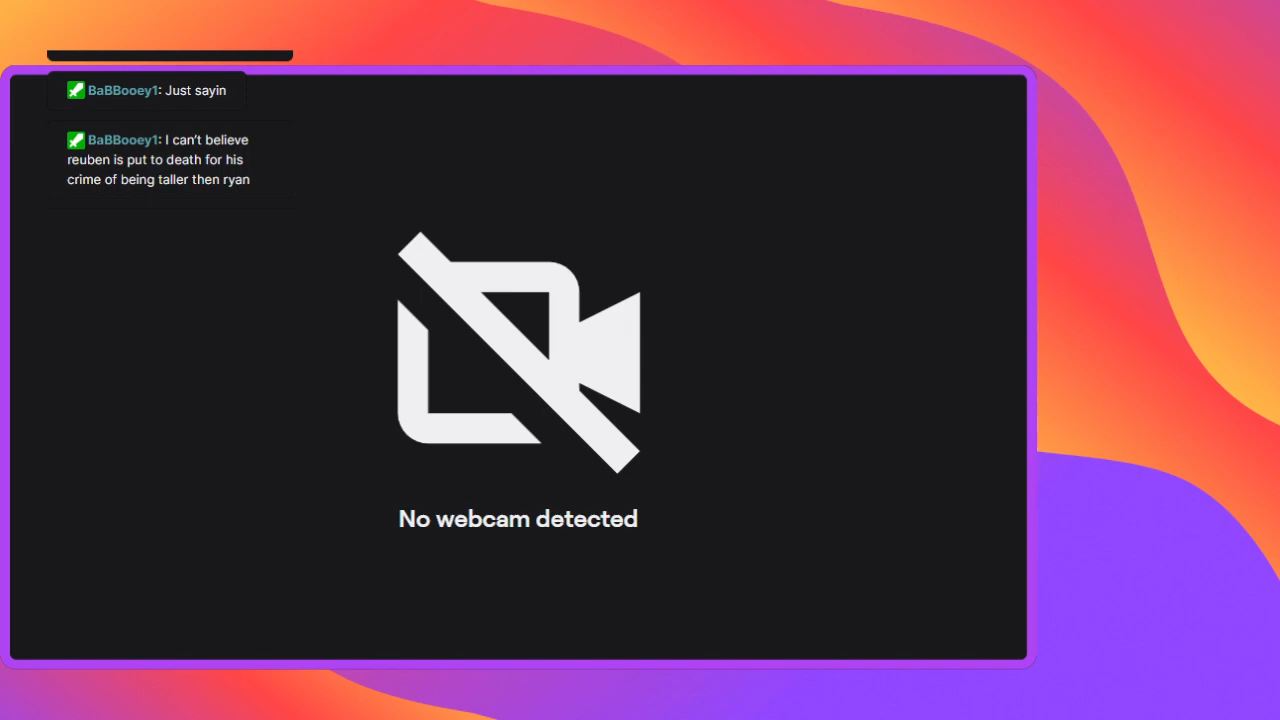 BaBBooey1: Just sayin
BaBBooey1: I can't believe
reuben is put to death for his
crime of being taller then ryan
No webcam detected